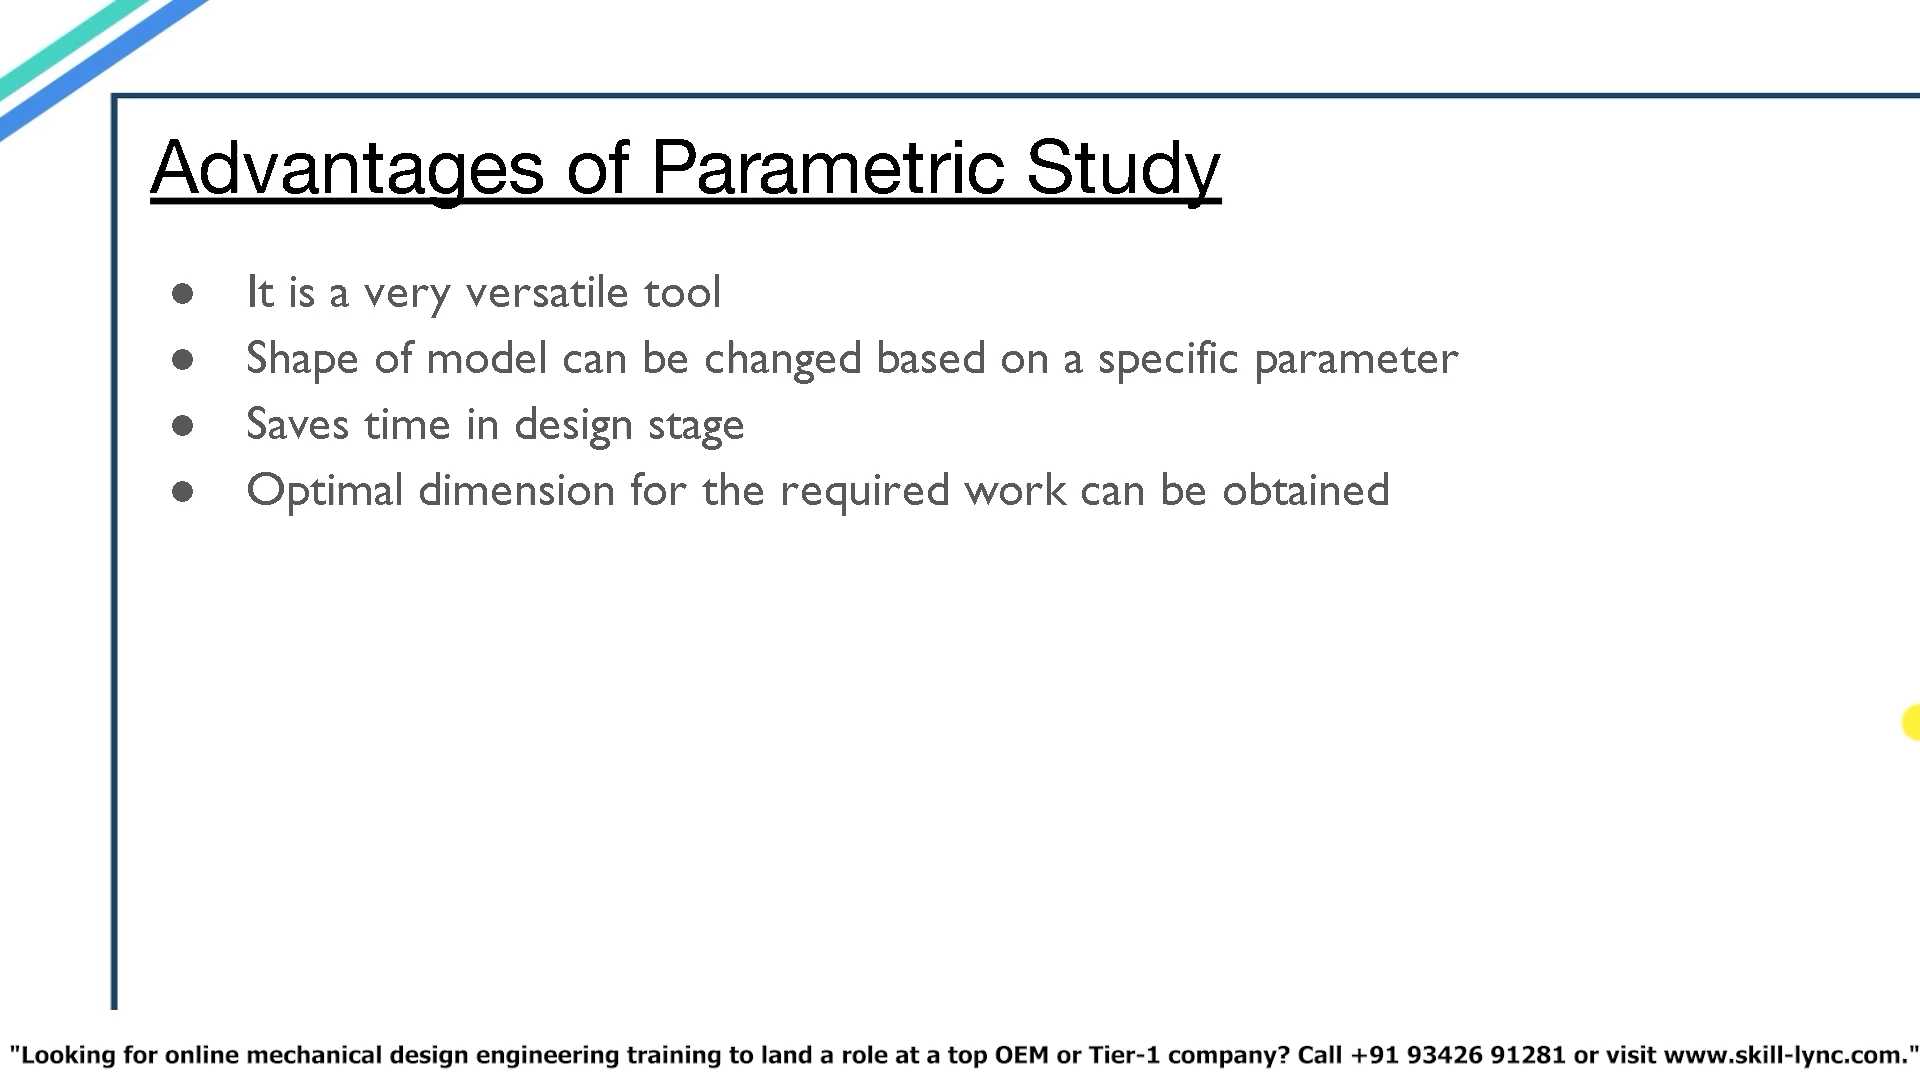 Advantages of Parametric Study
● It is a very versatile tool
● Shape of model can be changed based on a specific parameter
● Saves time in design stage
● Optimal dimension for the required work can be obtained
"Looking for online mechanical design engineering training to land a role at a top OEM or Tier-1 company? Call +91 93426 91281 or visit www.skill-lync.com."